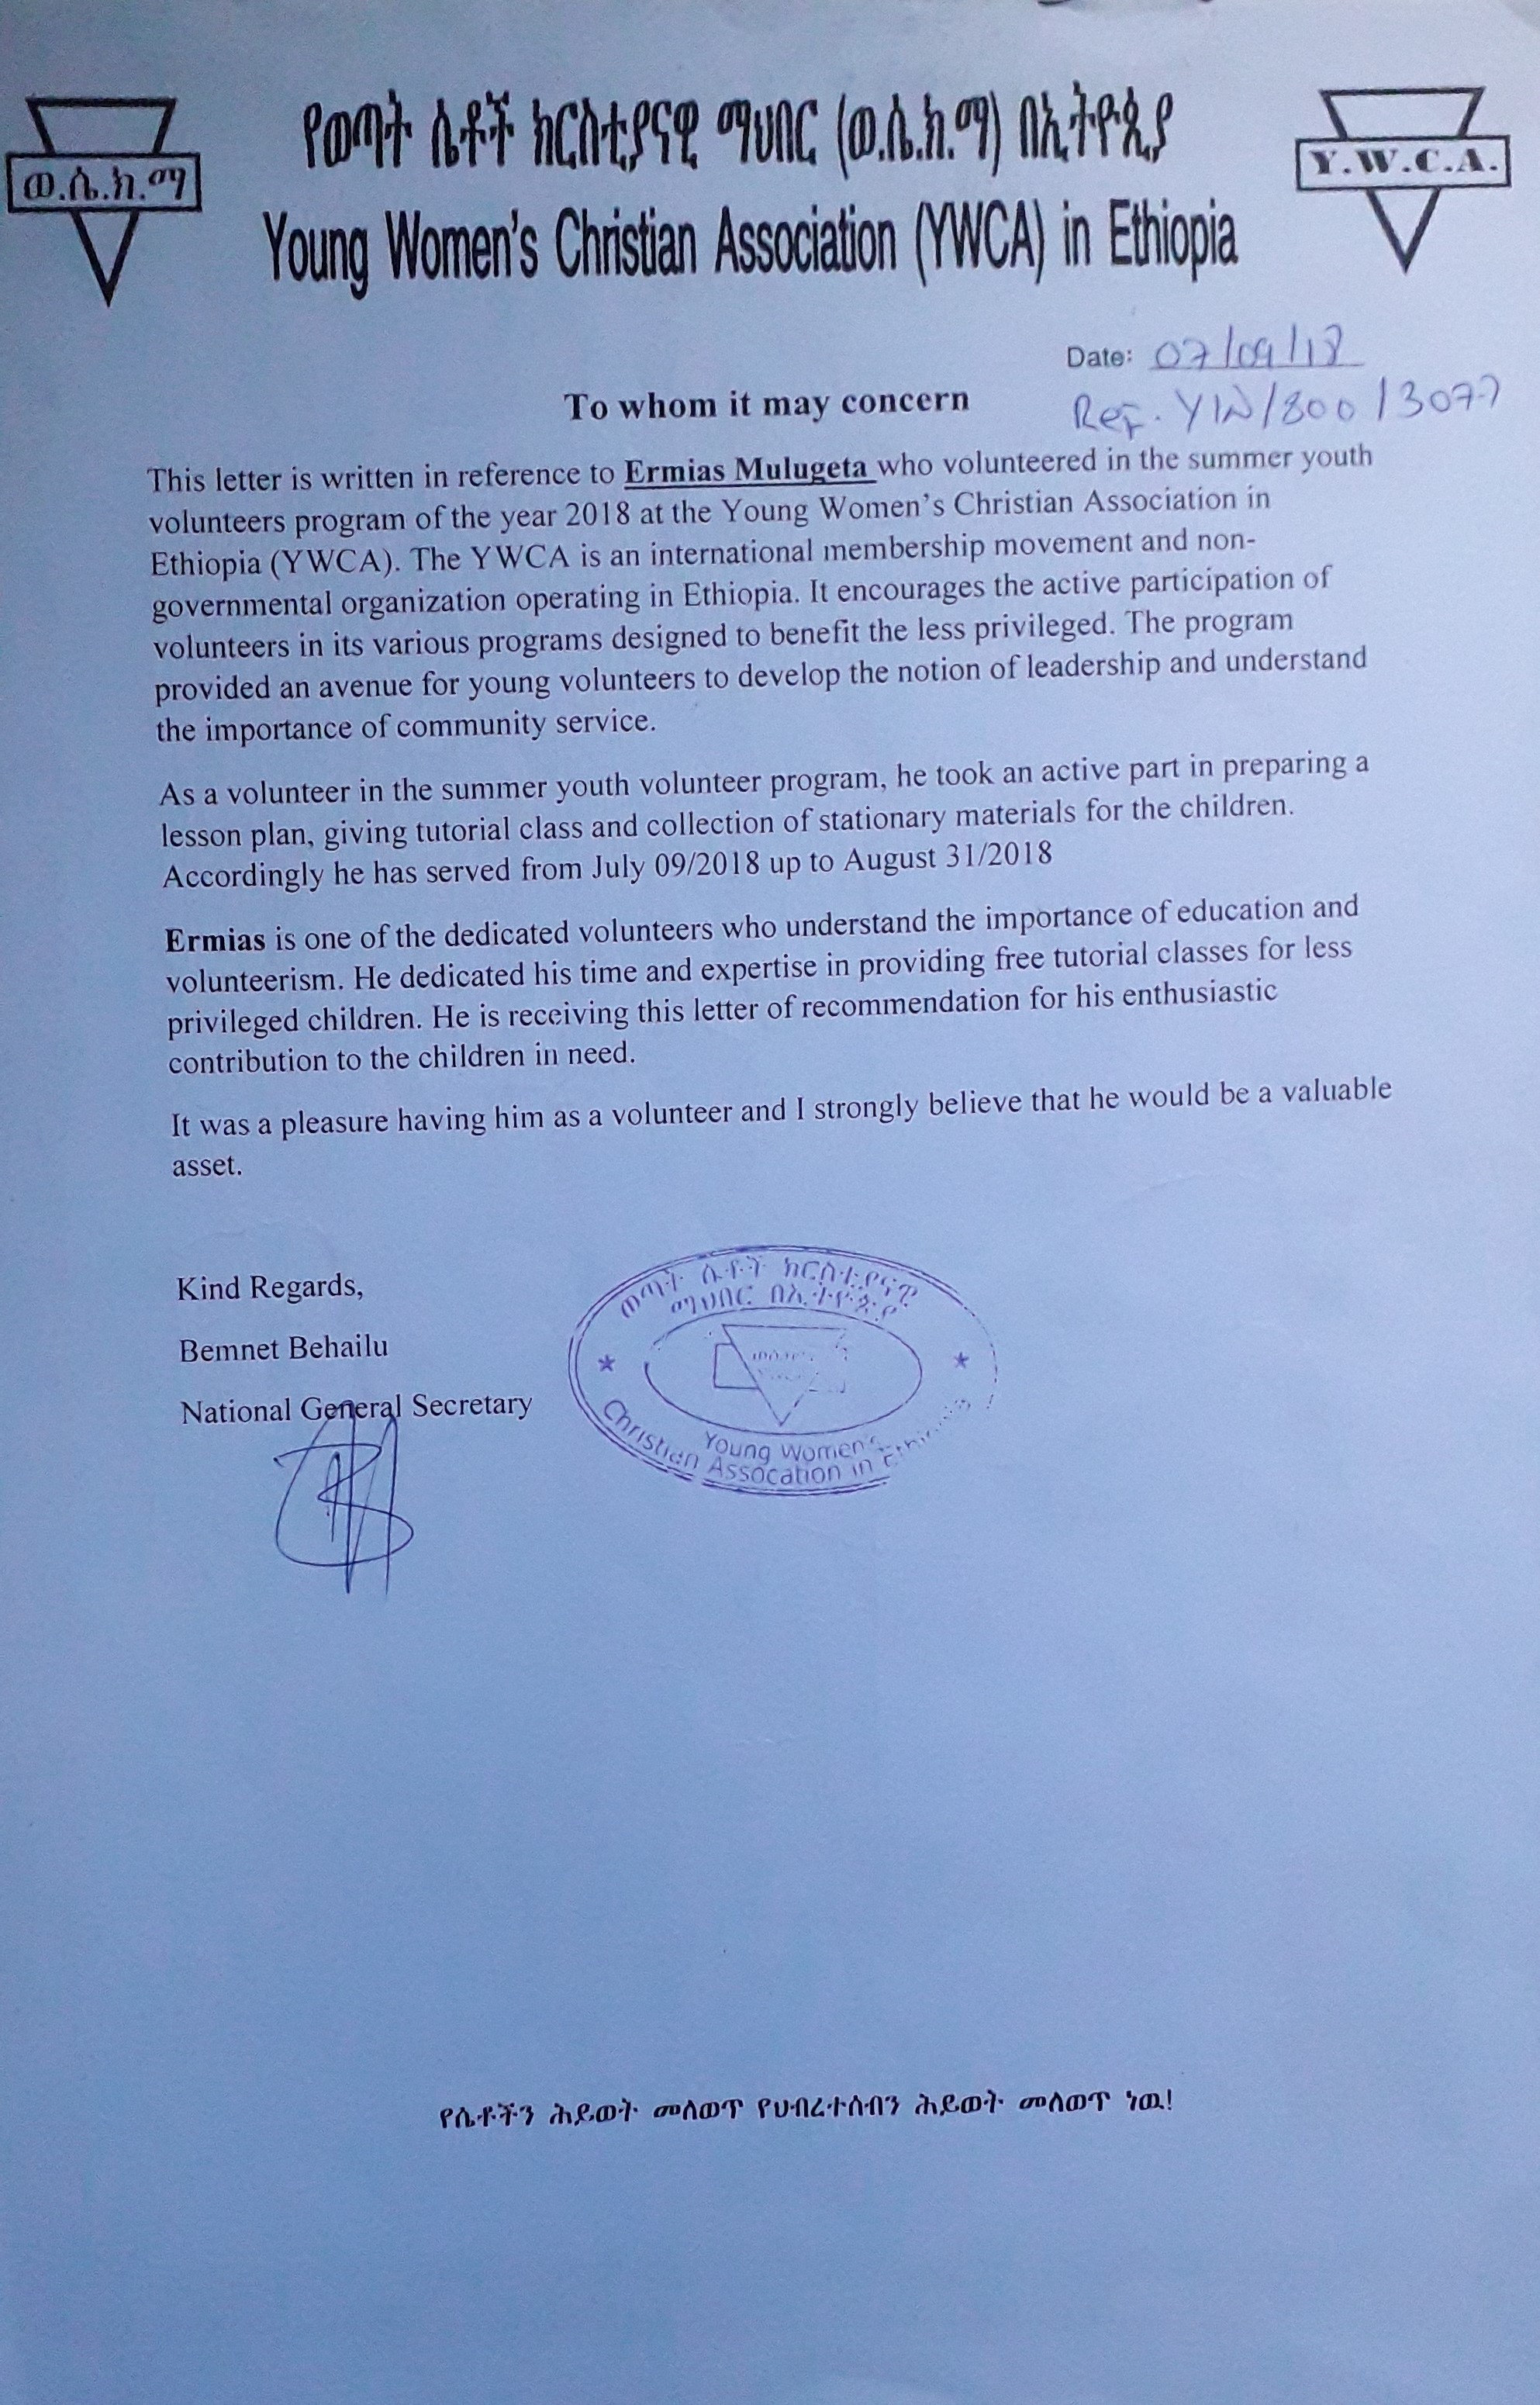 የወጣት ሴቶች ክርስቲያናዊ ማህበር (ወ.ሴ.ክ.ማ) በኢትዮጵያ
ወ.ሴ.ክ.ማ
Y.W.C.A.
Young Women's Christian Association (YWCA) in Ethiopia
Date: 07/09/18
To whom it may concern
Ref. YIN/800/3077
This letter is written in reference to Ermias Mulugeta who volunteered in the summer youth
volunteers program of the year 2018 at the Young Women's Christian Association in
Ethiopia (YWCA). The YWCA is an international membership movement and non-
governmental organization operating in Ethiopia. It encourages the active participation of
volunteers in its various programs designed to benefit the less privileged. The program
provided an avenue for young volunteers to develop the notion of leadership and understand
the importance of community service.
As a volunteer in the summer youth volunteer program, he took an active part in preparing a
lesson plan, giving tutorial class and collection of stationary materials for the children.
Accordingly he has served from July 09/2018 up to August 31/2018
Ermias is one of the dedicated volunteers who understand the importance of education and
volunteerism. He dedicated his time and expertise in providing free tutorial classes for less
privileged children. He is receiving this letter of recommendation for his enthusiastic
contribution to the children in need.
It was a pleasure having him as a volunteer and I strongly believe that he would be a valuable
asset.
Kind Regards,
Bemnet Behailu
National General Secretary
ወጣት ሴቶች ክርስቲያናዊ
ማህበር በኢትዮጵያ
Young Women's
Christian Assocation in Ethiopia
የሴቶችን ሕይወት መለወጥ የህብረተሰብን ሕይወት መለወጥ ነዉ!